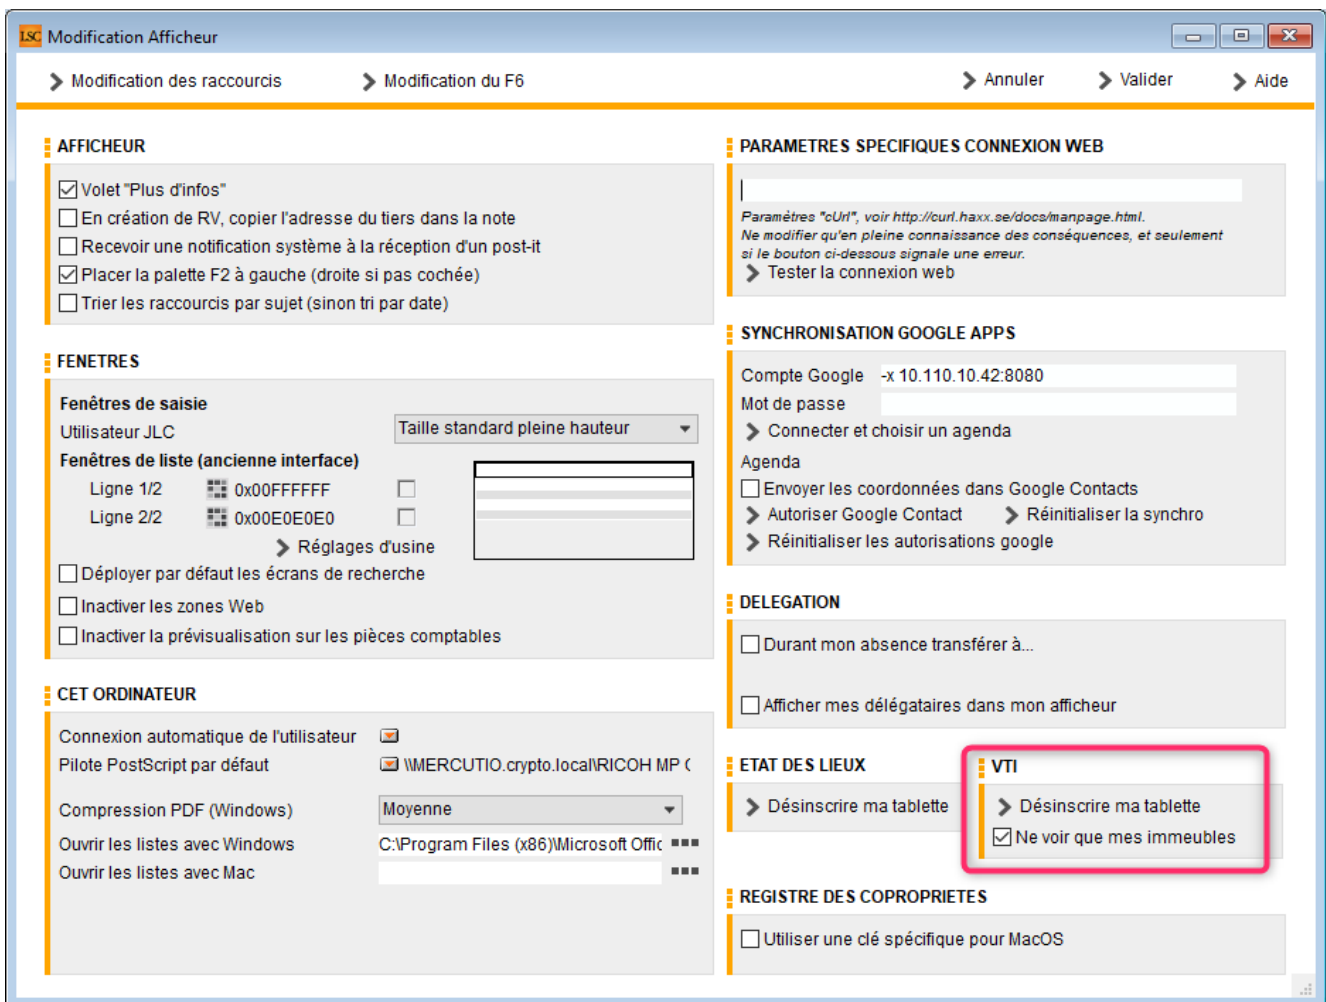 LSC Modification Afficheur
Modification des raccourcis
Modification du F6
Annuler
Valider
Aide
AFFICHEUR
Volet "Plus d'infos"
En création de RV, copier l'adresse du tiers dans la note
Recevoir une notification système à la réception d'un post-it
Placer la palette F2 à gauche (droite si pas cochée)
Trier les raccourcis par sujet (sinon tri par date)
FENETRES
Fenêtres de saisie
Utilisateur JLC
Taille standard pleine hauteur
Fenêtres de liste (ancienne interface)
Ligne 1/2
0x00FFFFFF
Ligne 2/2
0x00E0E0E0
Réglages d'usine
Déployer par défaut les écrans de recherche
Inactiver les zones Web
Inactiver la prévisualisation sur les pièces comptables
CET ORDINATEUR
Connexion automatique de l'utilisateur
Pilote PostScript par défaut
\\MERCUTIO.crypto.local\RICOH MP C
Compression PDF (Windows)
Moyenne
Ouvrir les listes avec Windows
C:\Program Files (x86)\Microsoft Offic
Ouvrir les listes avec Mac
PARAMETRES SPECIFIQUES CONNEXION WEB
Paramètres "cUrl", voir http://curl.haxx.se/docs/manpage.html.
Ne modifier qu'en pleine connaissance des conséquences, et seulement
si le bouton ci-dessous signale une erreur.
Tester la connexion web
SYNCHRONISATION GOOGLE APPS
Compte Google
-x 10.110.10.42:8080
Mot de passe
Connecter et choisir un agenda
Agenda
Envoyer les coordonnées dans Google Contacts
Autoriser Google Contact
Réinitialiser la synchro
Réinitialiser les autorisations google
DELEGATION
Durant mon absence transférer à...
Afficher mes délégataires dans mon afficheur
ETAT DES LIEUX
Désinscrire ma tablette
VTI
Désinscrire ma tablette
Ne voir que mes immeubles
REGISTRE DES COPROPRIETES
Utiliser une clé spécifique pour MacOS